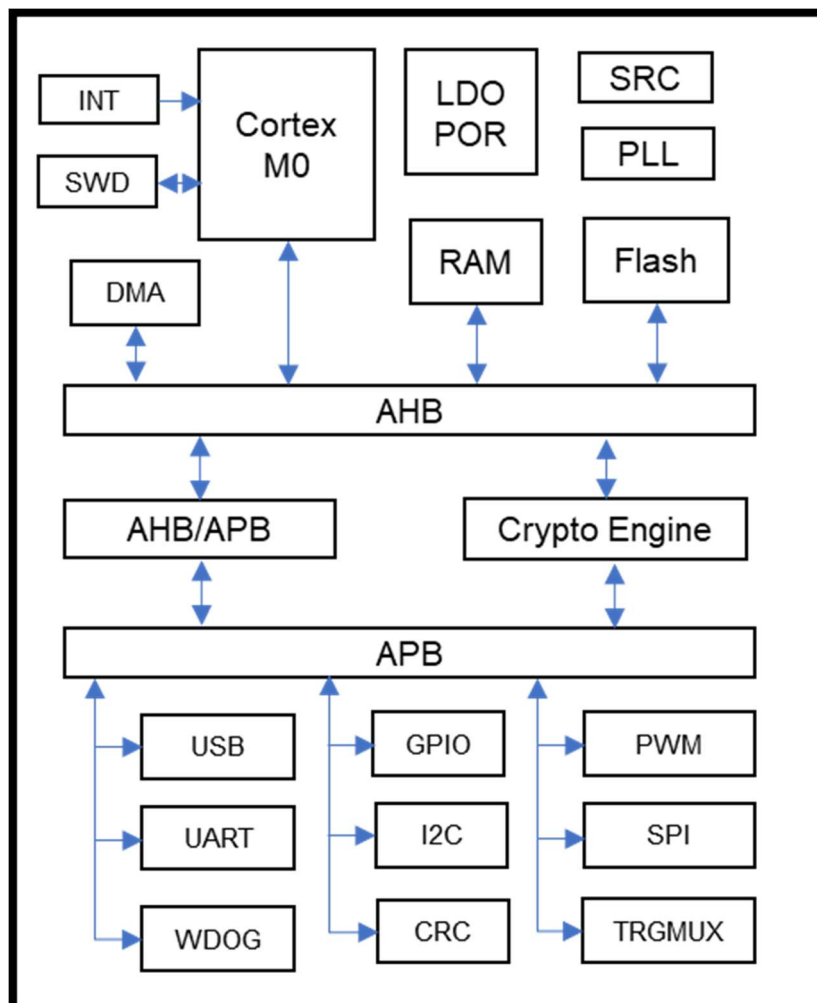 INT
Cortex
M0
LDO
POR
SRC
PLL
SWD
DMA
RAM
Flash
AHB
AHB/APB
Crypto Engine
APB
USB
GPIO
PWM
UART
I2C
SPI
WDOG
CRC
TRGMUX